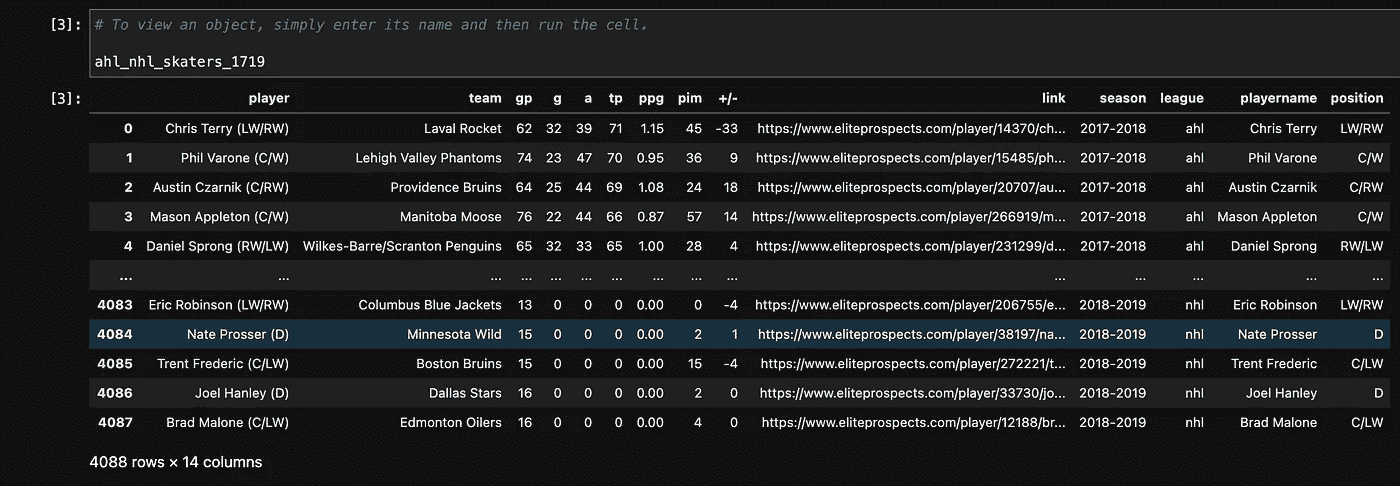 [3]: # To view an object, simply enter its name and then run the cell.
ahl_nhl_skaters_1719
[3]: player team gp g a tp ppg pim +/- link season league playername position
0 Chris Terry (LW/RW) Laval Rocket 62 32 39 71 1.15 45 -33 https://www.eliteprospects.com/player/14370/ch... 2017-2018 ahl Chris Terry LW/RW
1 Phil Varone (C/W) Lehigh Valley Phantoms 74 23 47 70 0.95 36 9 https://www.eliteprospects.com/player/15485/ph... 2017-2018 ahl Phil Varone C/W
2 Austin Czarnik (C/RW) Providence Bruins 64 25 44 69 1.08 24 18 https://www.eliteprospects.com/player/20707/au... 2017-2018 ahl Austin Czarnik C/RW
3 Mason Appleton (C/W) Manitoba Moose 76 22 44 66 0.87 57 14 https://www.eliteprospects.com/player/266919/m... 2017-2018 ahl Mason Appleton C/W
4 Daniel Sprong (RW/LW) Wilkes-Barre/Scranton Penguins 65 32 33 65 1.00 28 4 https://www.eliteprospects.com/player/231299/d... 2017-2018 ahl Daniel Sprong RW/LW
... ... ... ... ... ... ... ... ... ... ... ... ... ... ...
4083 Eric Robinson (LW/RW) Columbus Blue Jackets 13 0 0 0 0.00 0 -4 https://www.eliteprospects.com/player/206755/e... 2018-2019 nhl Eric Robinson LW/RW
4084 Nate Prosser (D) Minnesota Wild 15 0 0 0 0.00 2 1 https://www.eliteprospects.com/player/38197/na... 2018-2019 nhl Nate Prosser D
4085 Trent Frederic (C/LW) Boston Bruins 15 0 0 0 0.00 15 -4 https://www.eliteprospects.com/player/272221/t... 2018-2019 nhl Trent Frederic C/LW
4086 Joel Hanley (D) Dallas Stars 16 0 0 0 0.00 2 0 https://www.eliteprospects.com/player/33730/jo... 2018-2019 nhl Joel Hanley D
4087 Brad Malone (C/LW) Edmonton Oilers 16 0 0 0 0.00 4 0 https://www.eliteprospects.com/player/12188/br... 2018-2019 nhl Brad Malone C/LW
4088 rows × 14 columns